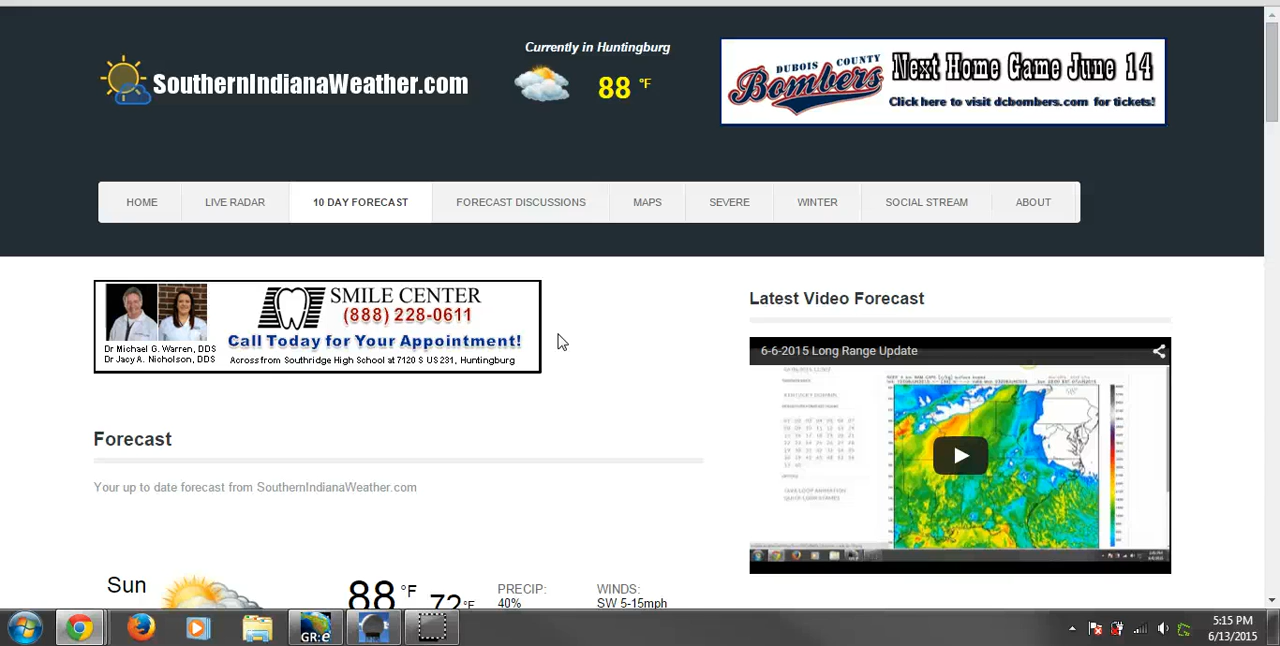 Currently in Huntingburg
SouthernIndianaWeather.com
88 °F
DUBOIS COUNTY
Bombers
Next Home Game June 14
Click here to visit dcbombers.com for tickets!
HOME
LIVE RADAR
10 DAY FORECAST
FORECAST DISCUSSIONS
MAPS
SEVERE
WINTER
SOCIAL STREAM
ABOUT
SMILE CENTER
(888) 228-0611
Call Today for Your Appointment!
Across from Southridge High School at 7120 S US 231, Huntingburg
Dr Michael G. Warren, DDS
Dr Jacy A. Nicholson, DDS
Latest Video Forecast
6-6-2015 Long Range Update
Forecast
Your up to date forecast from SouthernIndianaWeather.com
Sun
88 °F
72 °F
PRECIP:
40%
WINDS:
SW 5-15mph
GR:e
5:15 PM
6/13/2015